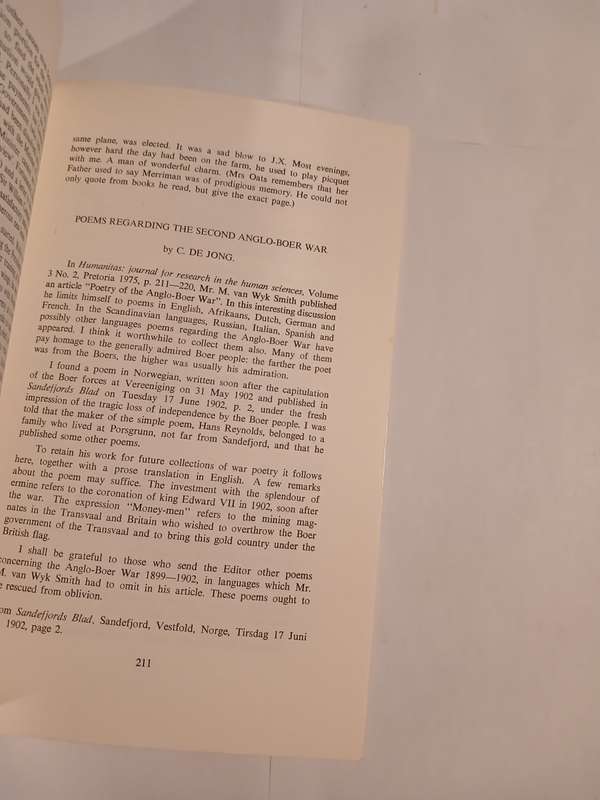 same plane, was elected. It was a sad blow to J.X. Most evenings,
however hard the day had been on the farm, he used to play picquet
with me. A man of wonderful charm. (Mrs Oats remembers that her
Father used to say Merriman was of prodigious memory. He could not
only quote from books he read, but give the exact page.)
POEMS REGARDING THE SECOND ANGLO-BOER WAR
by C. DE JONG.
In Humanitas: journal for research in the human sciences, Volume
3 No. 2, Pretoria 1975, p. 211—220, Mr. M. van Wyk Smith published
an article "Poetry of the Anglo-Boer War". In this interesting discussion
he limits himself to poems in English, Afrikaans, Dutch, German and
French. In the Scandinavian languages, Russian, Italian, Spanish and
possibly other languages poems regarding the Anglo-Boer War have
appeared. I think it worthwhile to collect them also. Many of them
pay homage to the generally admired Boer people: the farther the poet
was from the Boers, the higher was usually his admiration.
I found a poem in Norwegian, written soon after the capitulation
of the Boer forces at Vereeniging on 31 May 1902 and published in
Sandefjords Blad on Tuesday 17 June 1902, p. 2, under the fresh
impression of the tragic loss of independence by the Boer people. I was
told that the maker of the simple poem, Hans Reynolds, belonged to a
family who lived at Porsgrunn, not far from Sandefjord, and that he
published some other poems.
To retain his work for future collections of war poetry it follows
here, together with a prose translation in English. A few remarks
about the poem may suffice. The investment with the splendour of
ermine refers to the coronation of king Edward VII in 1902, soon after
the war. The expression "Money-men" refers to the mining mag-
nates in the Transvaal and Britain who wished to overthrow the Boer
government of the Transvaal and to bring this gold country under the
British flag.
I shall be grateful to those who send the Editor other poems
concerning the Anglo-Boer War 1899—1902, in languages which Mr.
M. van Wyk Smith had to omit in his article. These poems ought to
e rescued from oblivion.
om Sandefjords Blad, Sandefjord, Vestfold, Norge, Tirsdag 17 Juni
1902, page 2.
211